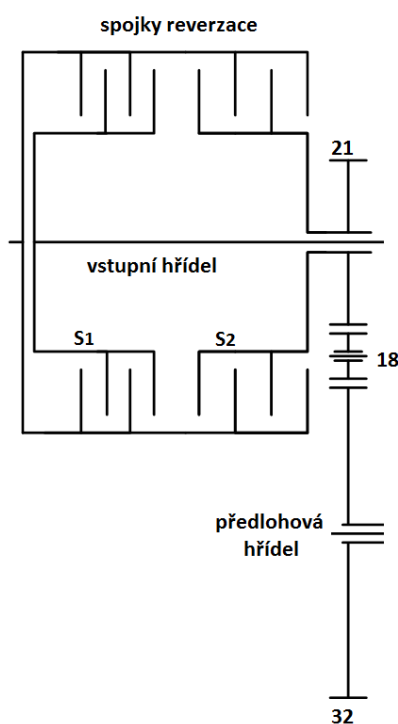 spojky reverzace
21
vstupní hřídel
S1
S2
18
předlohová
hřídel
32